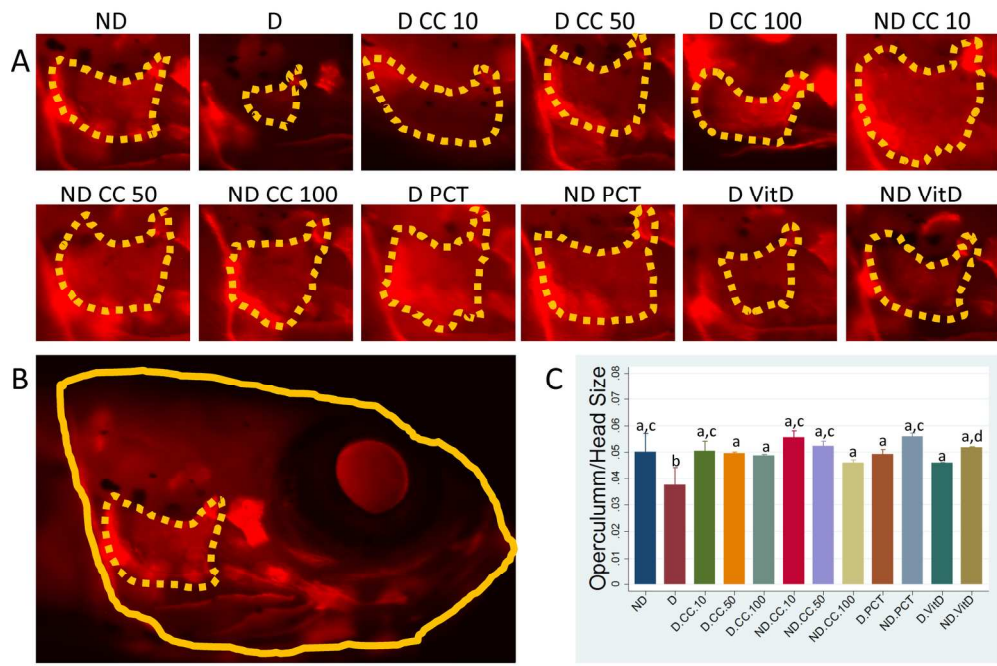 ND D D CC 10 D CC 50 D CC 100 ND CC 10
A
ND CC 50 ND CC 100 D PCT ND PCT D VitD ND VitD
B
C
Operculumm/Head Size
.08
.07
.06
.05
.04
.03
.02
.01
0
a,c
b
a,c
a
a
a,c
a,c
a
a
a,c
a
a,d
ND
D
D.CC.10
D.CC.50
D.CC.100
ND.CC.10
ND.CC.50
ND.CC.100
D.PCT
ND.PCT
D.VitD
ND.VitD